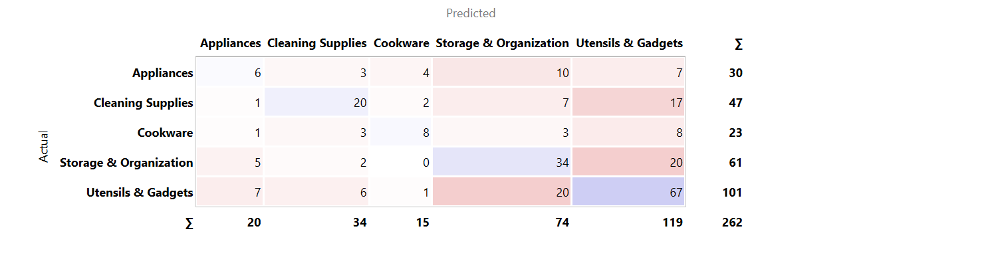 Predicted
Appliances Cleaning Supplies Cookware Storage & Organization Utensils & Gadgets ∑
Appliances 6 3 4 10 7 30
Cleaning Supplies 1 20 2 7 17 47
Cookware 1 3 8 3 8 23
Actual
Storage & Organization 5 2 0 34 20 61
Utensils & Gadgets 7 6 1 20 67 101
∑ 20 34 15 74 119 262